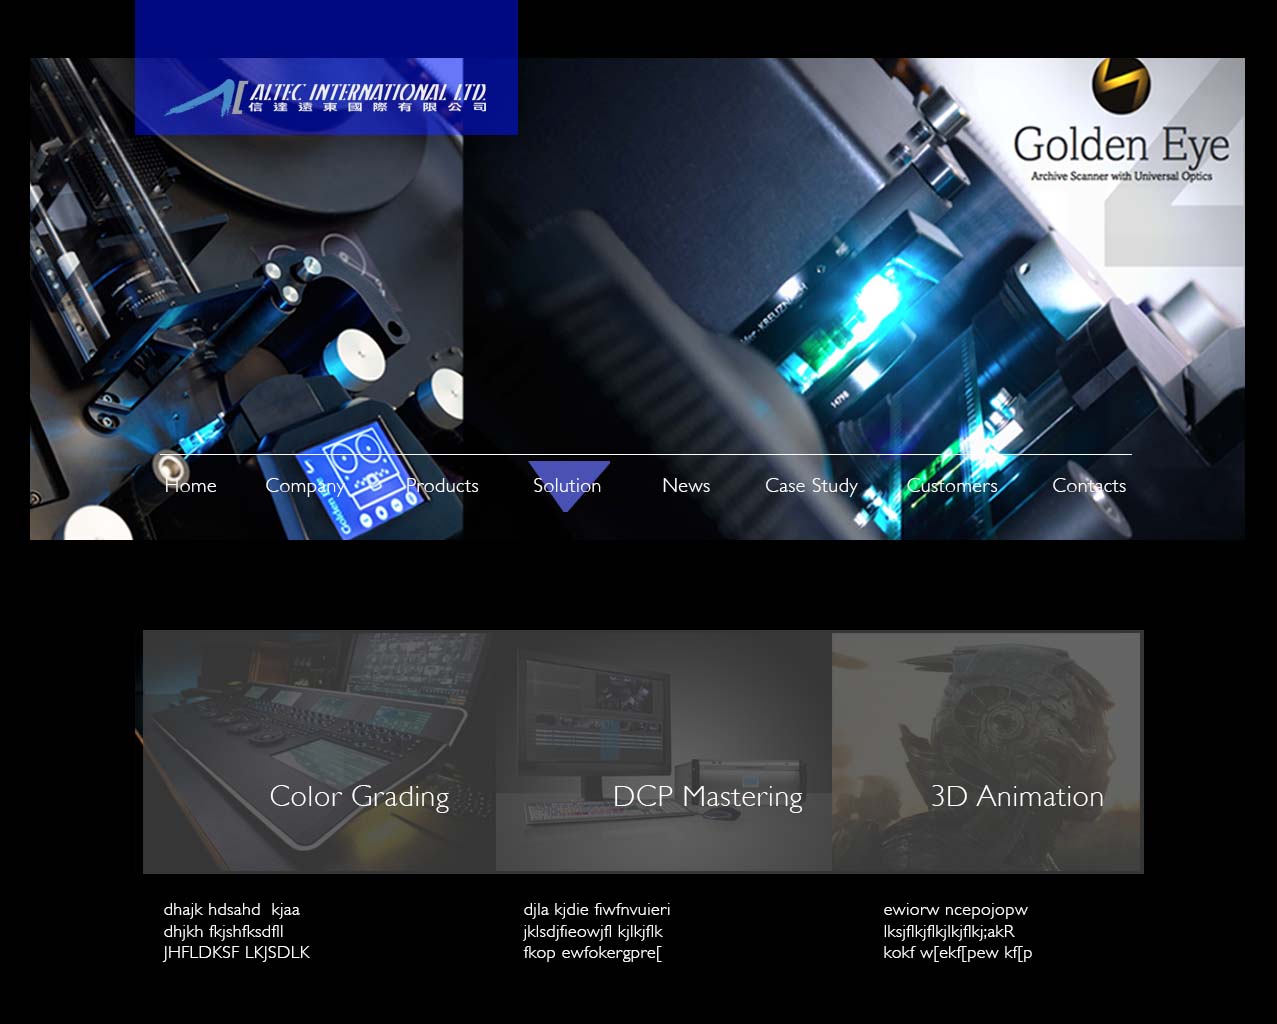 ALTEC INTERNATIONAL LTD.
信達遠東國際有限公司
Golden Eye
Archive Scanner with Universal Optics
KREUZNACH
14798
Golden
Home Company Products Solution News Case Study Customers Contacts
Color Grading DCP Mastering 3D Animation
dhajk hdsahd kjaa
dhjkh fkjshfksdfll
JHFLDKSF LKJSDLK
djla kjdie fiwfnvuieri
jklsdjfieowjfl kjlkjflk
fkop ewfokergpre[
ewiorw ncepojopw
lksjflkjflkjlkjflkj;akR
kokf w[ekf[pew kf[p